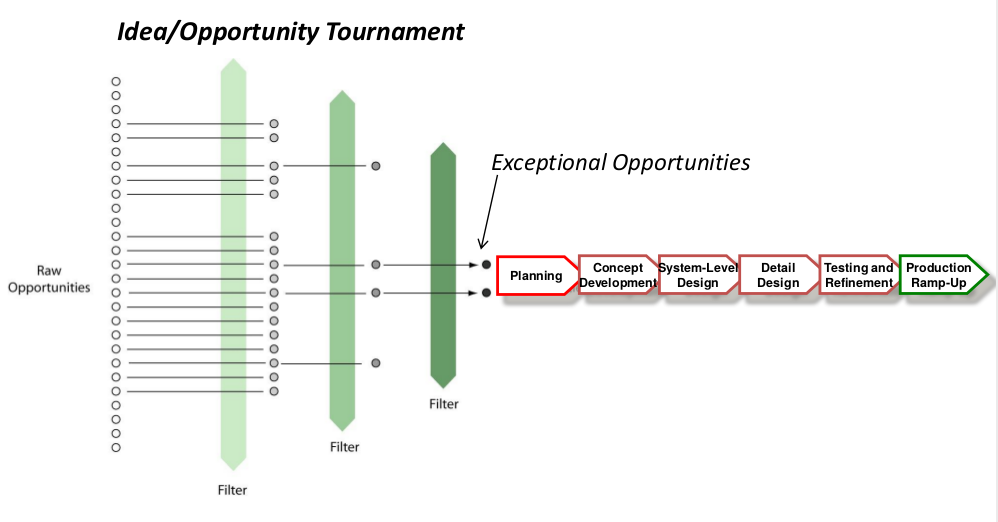 Idea/Opportunity Tournament
Exceptional Opportunities
Raw
Opportunities
Planning
Concept
Development
System-Level
Design
Detail
Design
Testing and
Refinement
Production
Ramp-Up
Filter
Filter
Filter